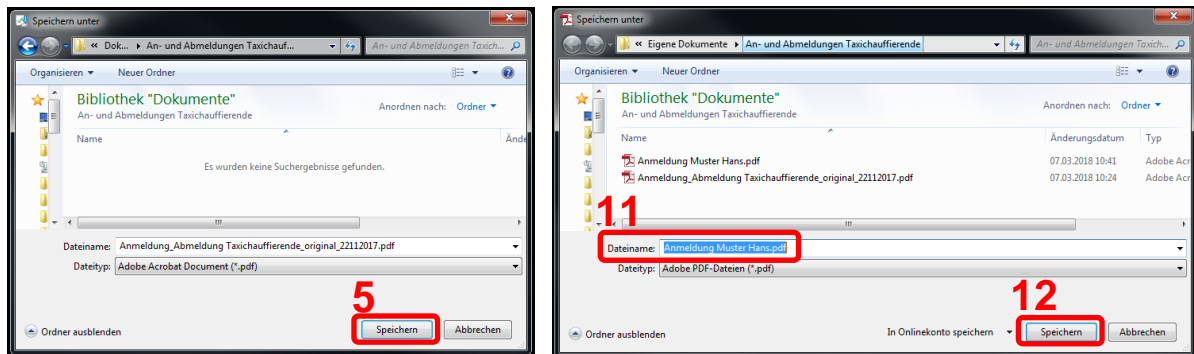 Speichern unter
« Dok... ▸ An- und Abmeldungen Taxichauf...
An- und Abmeldungen Taxich...
Organisieren
Neuer Ordner
Bibliothek "Dokumente"
An- und Abmeldungen Taxichauffierende
Anordnen nach: Ordner
Name
Ände
Es wurden keine Suchergebnisse gefunden.
Dateiname: Anmeldung_Abmeldung Taxichauffierende_original_22112017.pdf
Dateityp: Adobe Acrobat Document (*.pdf)
5
Ordner ausblenden
Speichern
Abbrechen
Speichern unter
« Eigene Dokumente ▸ An- und Abmeldungen Taxichauffierende
An- und Abmeldungen Taxich...
Organisieren
Neuer Ordner
Bibliothek "Dokumente"
An- und Abmeldungen Taxichauffierende
Anordnen nach: Ordner
Name
Änderungsdatum
Typ
Anmeldung Muster Hans.pdf
07.03.2018 10:41
Adobe Acr
Anmeldung_Abmeldung Taxichauffierende_original_22112017.pdf
07.03.2018 10:24
Adobe Acr
11
Dateiname: Anmeldung Muster Hans.pdf
Dateityp: Adobe PDF-Dateien (*.pdf)
12
Ordner ausblenden
In Onlinekonto speichern
Speichern
Abbrechen